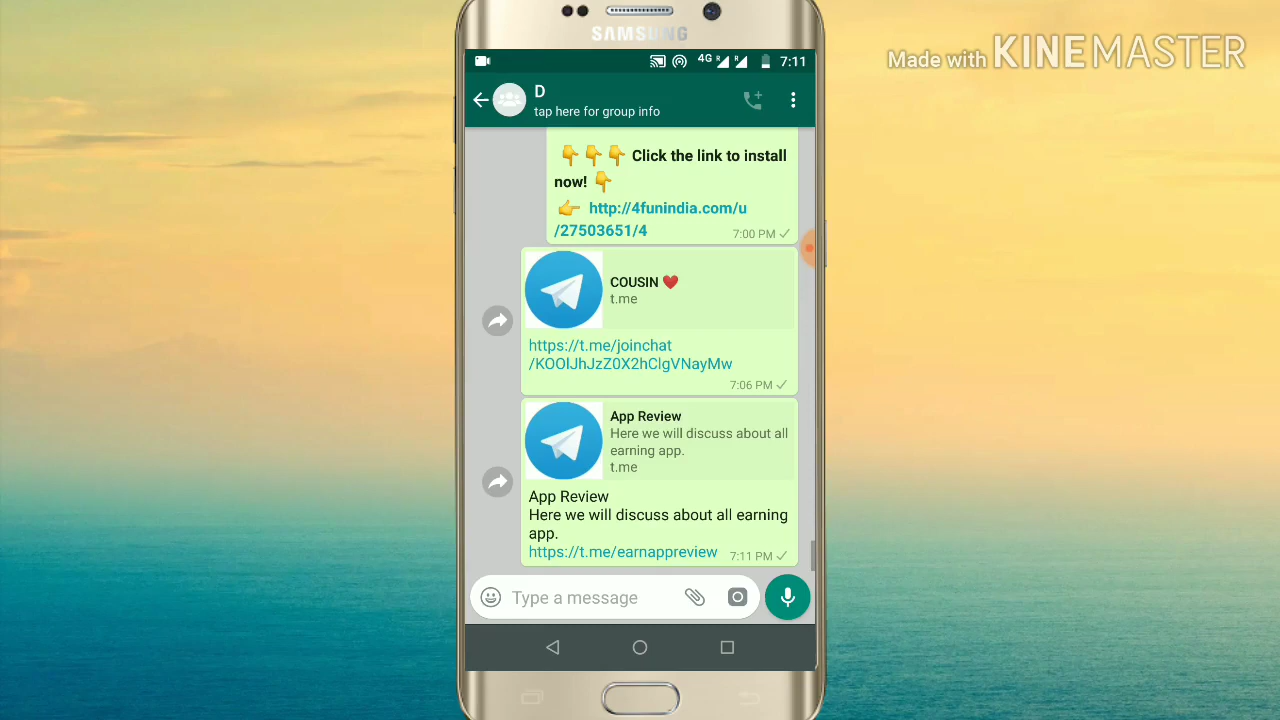 Made with KINEMASTER
SAMSUNG
4G R R 7:11
D
tap here for group info
👇👇👇 Click the link to install
now! 👇
👉 http://4funindia.com/u
/27503651/4
7:00 PM ✓
COUSIN ❤️
t.me
https://t.me/joinchat
/KOOlJhJzZ0X2hClgVNayMw
7:06 PM ✓
App Review
Here we will discuss about all
earning app.
t.me
App Review
Here we will discuss about all earning
app.
https://t.me/earnappreview 7:11 PM ✓
Type a message